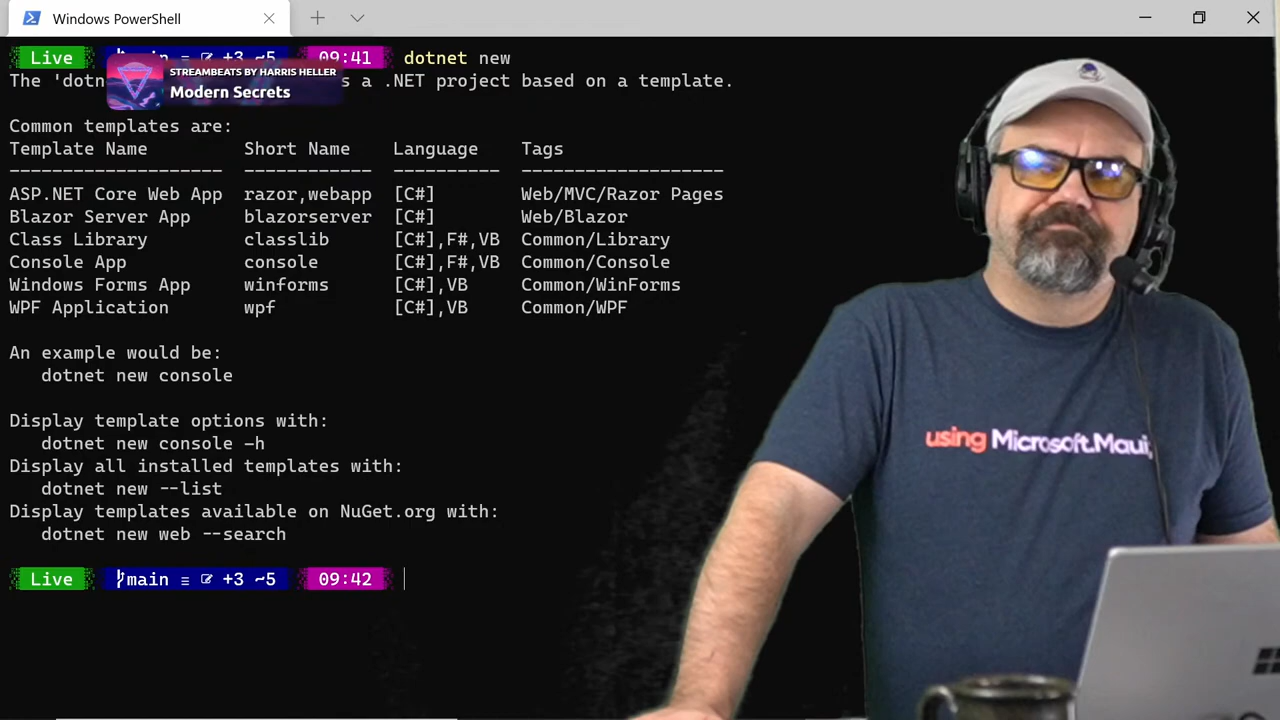 Windows PowerShell
Live main ≡ +3 ~5 09:41 dotnet new
STREAMBEATS BY HARRIS HELLER
Modern Secrets
The 'dotn s a .NET project based on a template.
Common templates are:
Template Name Short Name Language Tags
-------------------- ------------ ---------- -------------------
ASP.NET Core Web App razor,webapp [C#] Web/MVC/Razor Pages
Blazor Server App blazorserver [C#] Web/Blazor
Class Library classlib [C#],F#,VB Common/Library
Console App console [C#],F#,VB Common/Console
Windows Forms App winforms [C#],VB Common/WinForms
WPF Application wpf [C#],VB Common/WPF
An example would be:
dotnet new console
Display template options with:
dotnet new console -h
Display all installed templates with:
dotnet new --list
Display templates available on NuGet.org with:
dotnet new web --search
Live main ≡ +3 ~5 09:42
using Microsoft.Maui;